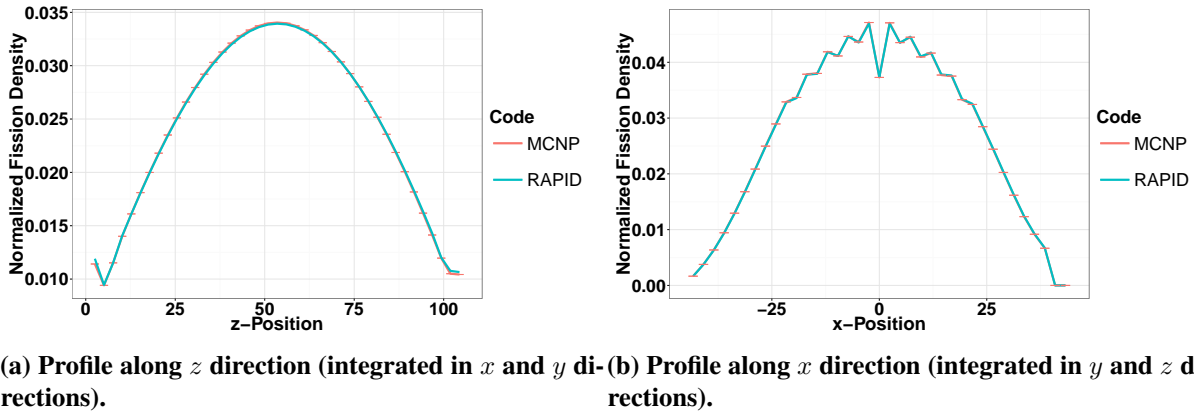 0.035
0.030
0.025
0.020
0.015
0.010
Normalized Fission Density
0
25
50
75
100
z−Position
Code
MCNP
RAPID
0.04
0.03
0.02
0.01
0.00
Normalized Fission Density
−25
0
25
x−Position
Code
MCNP
RAPID
(a) Profile along z direction (integrated in x and y di-
rections).
(b) Profile along x direction (integrated in y and z d
rections).